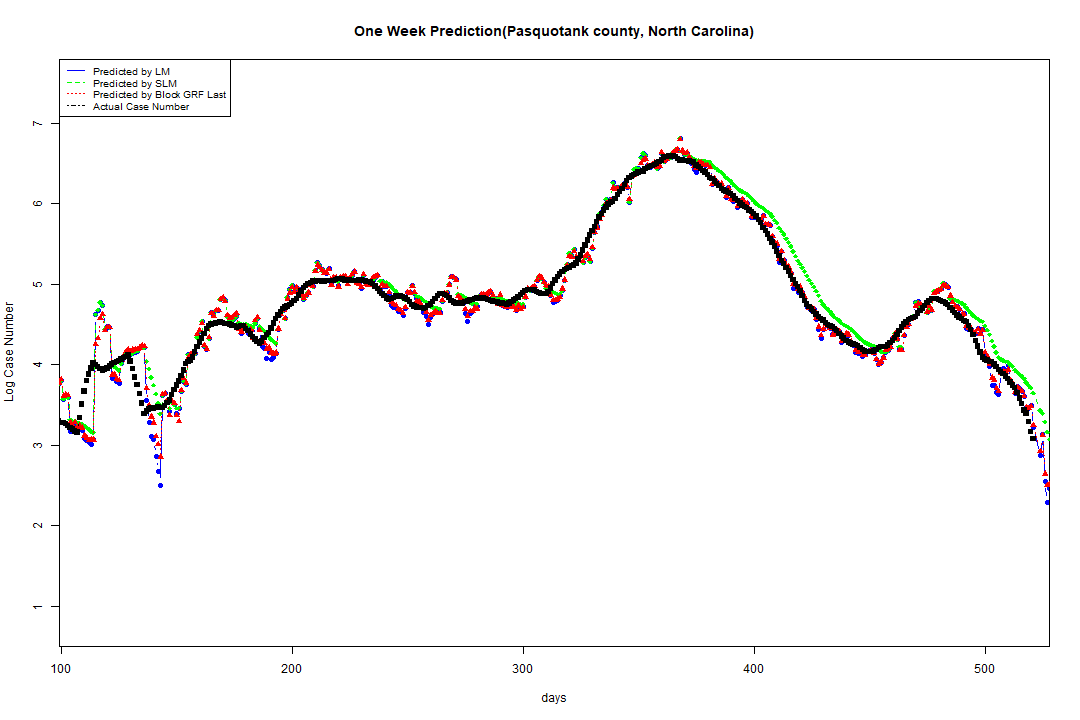 One Week Prediction(Pasquotank county, North Carolina)
Predicted by LM
Predicted by SLM
Predicted by Block GRF Last
Actual Case Number
7
6
5
4
3
2
1
Log Case Number
100 200 300 400 500
days